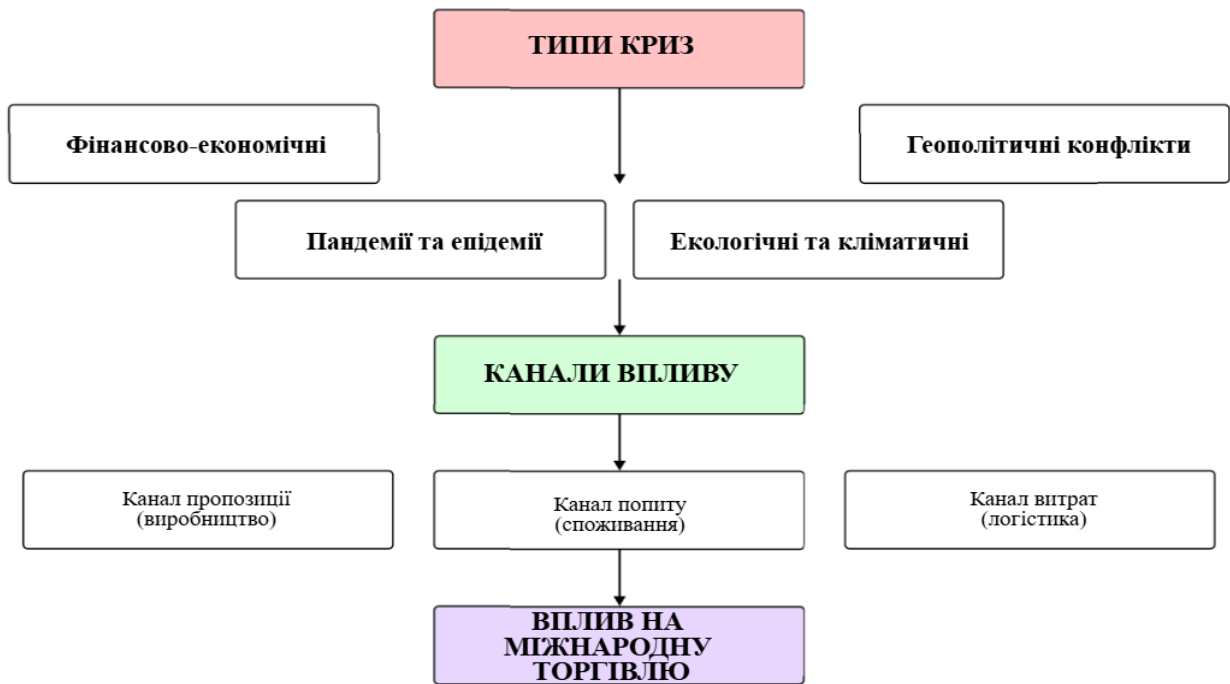 ТИПИ КРИЗ
Фінансово-економічні
Геополітичні конфлікти
Пандемії та епідемії
Екологічні та кліматичні
КАНАЛИ ВПЛИВУ
Канал пропозиції
(виробництво)
Канал попиту
(споживання)
Канал витрат
(логістика)
ВПЛИВ НА
МІЖНАРОДНУ
ТОРГІВЛЮ